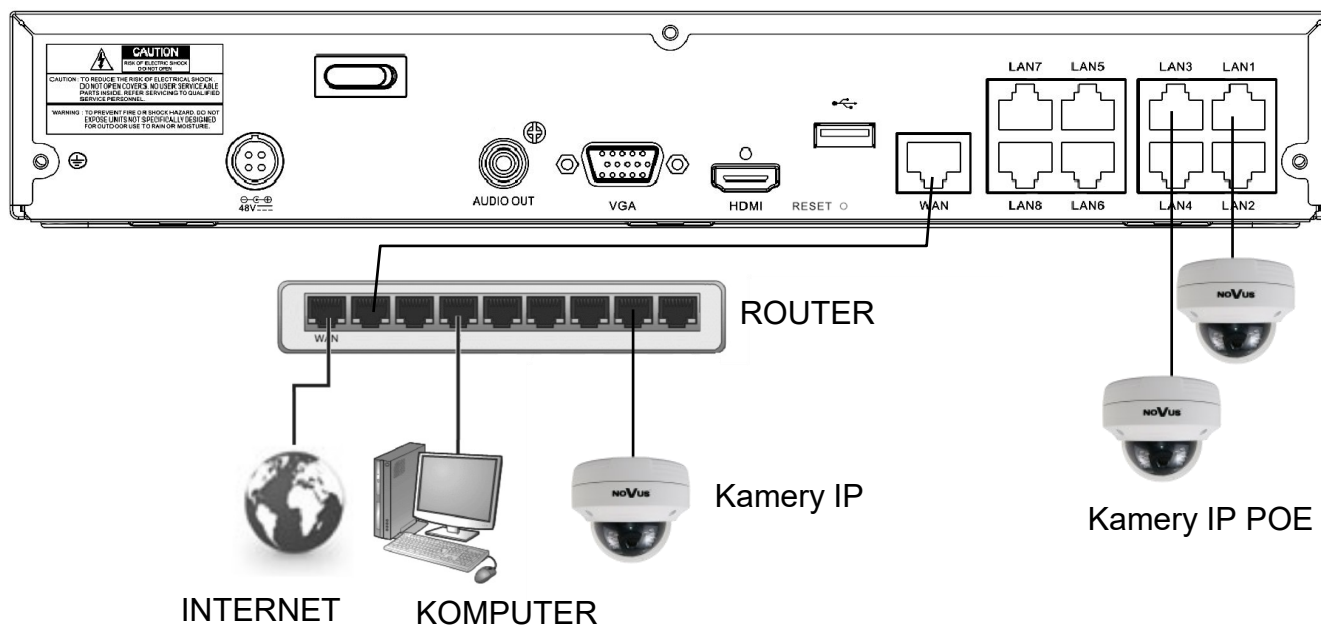 CAUTION
RISK OF ELECTRIC SHOCK
DO NOT OPEN
CAUTION : TO REDUCE THE RISK OF ELECTRICAL SHOCK,
DO NOT OPEN COVERS. NO USER SERVICEABLE
PARTS INSIDE. REFER SERVICING TO QUALIFIED
SERVICE PERSONNEL.
WARNING : TO PREVENT FIRE OR SHOCK HAZARD, DO NOT
EXPOSE UNITS NOT SPECIFICALLY DESIGNED
FOR OUTDOOR USE TO RAIN OR MOISTURE.
LAN7 LAN5 LAN3 LAN1
48V
AUDIO OUT
VGA
HDMI
RESET
WAN
LAN8 LAN6 LAN4 LAN2
WAN
ROUTER
NOVUS
NOVUS
NOVUS
Kamery IP
Kamery IP POE
INTERNET
KOMPUTER